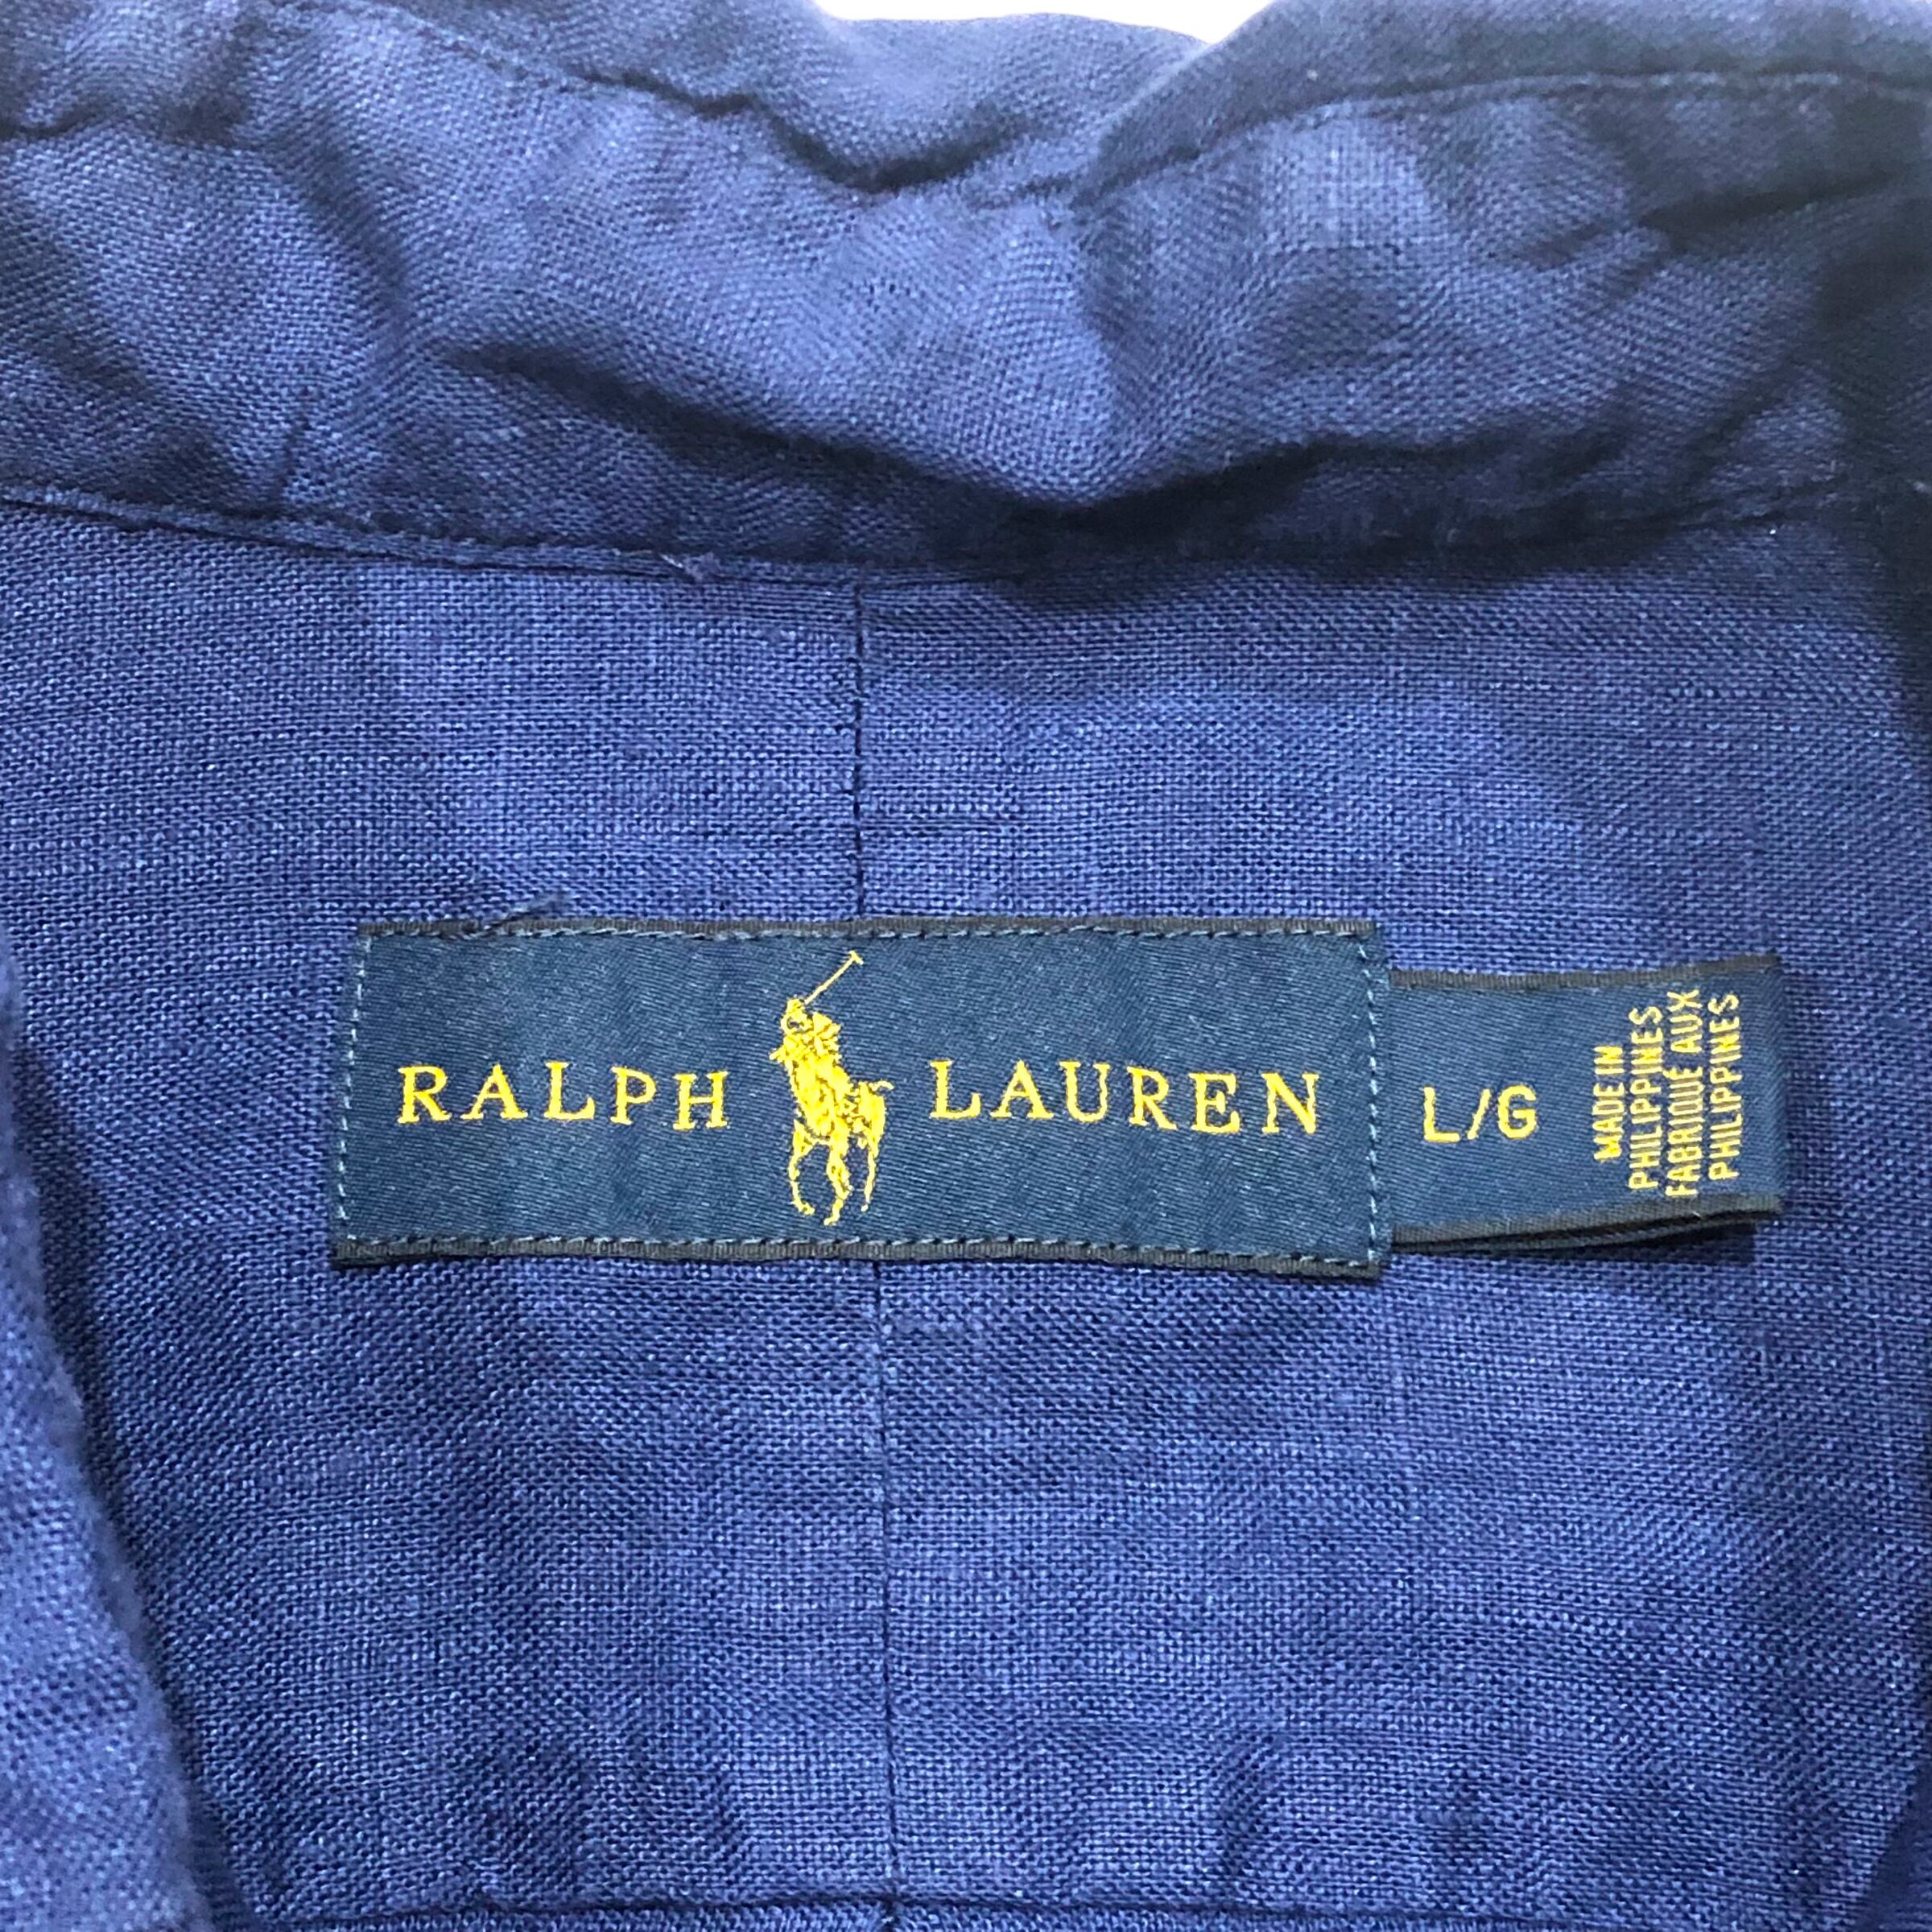 RALPH LAUREN
L/G
MADE IN
PHILIPPINES
FABRIQUÉ AUX
PHILIPPINES